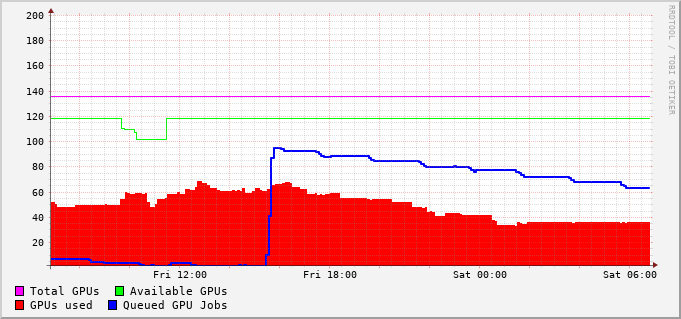 200
180
160
140
120
100
80
60
40
20
Fri 12:00 Fri 18:00 Sat 00:00 Sat 06:00
Total GPUs Available GPUs
GPUs used Queued GPU Jobs
RRDTOOL / TOBI OETIKER